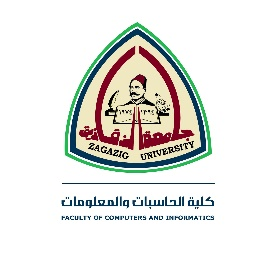 جامعة الزقازيق
ZAGAZIG UNIVERSITY
كلية الحاسبات والمعلومات
FACULTY OF COMPUTERS AND INFORMATICS